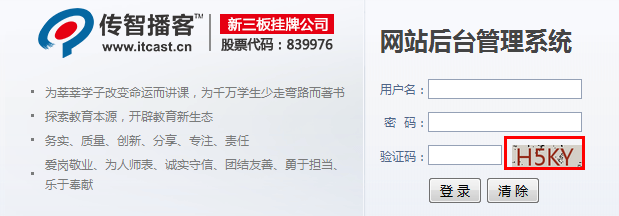 传智播客™
www.itcast.cn
新三板挂牌公司
股票代码：839976
为莘莘学子改变命运而讲课，为千万学生少走弯路而著书
探索教育本源，开辟教育新生态
务实、质量、创新、分享、专注、责任
爱岗敬业、为人师表、诚实守信、团结友善、勇于担当、
乐于奉献
网站后台管理系统
用户名：
密 码：
验证码：
H5KY
登 录
清 除